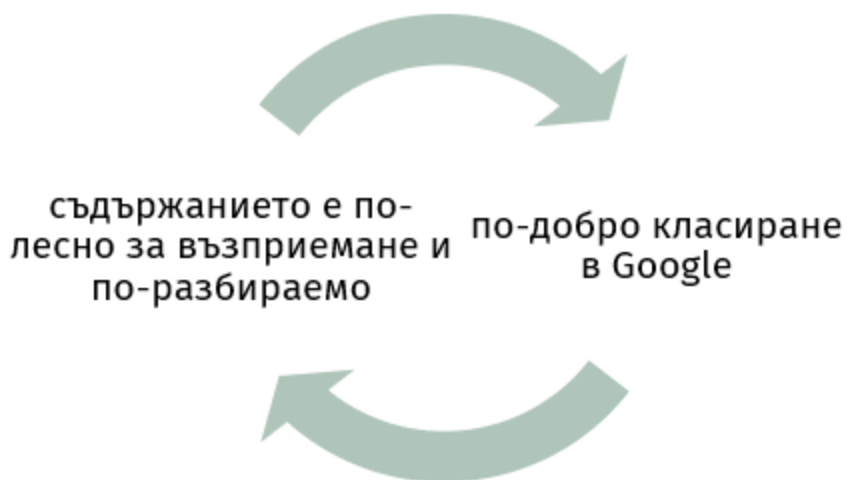 съдържанието е по-
лесно за възприемане и
по-разбираемо
по-добро класиране
в Google